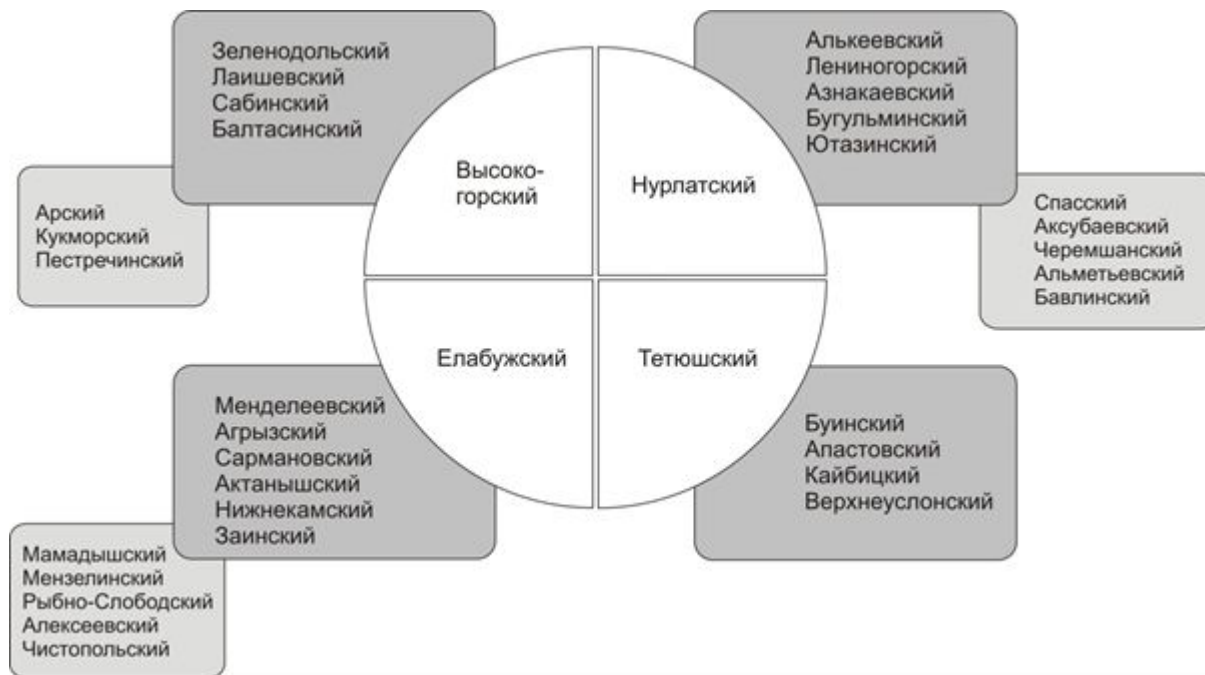 Зеленодольский
Лаишевский
Сабинский
Балтасинский
Арский
Кукморский
Пестречинский
Высоко-
горский
Нурлатский
Алькеевский
Лениногорский
Азнакаевский
Бугульминский
Ютазинский
Спасский
Аксубаевский
Черемшанский
Альметьевский
Бавлинский
Елабужский
Тетюшский
Менделеевский
Агрызский
Сармановский
Актанышский
Нижнекамский
Заинский
Мамадышский
Мензелинский
Рыбно-Слободский
Алексеевский
Чистопольский
Буинский
Апастовский
Кайбицкий
Верхнеуслонский